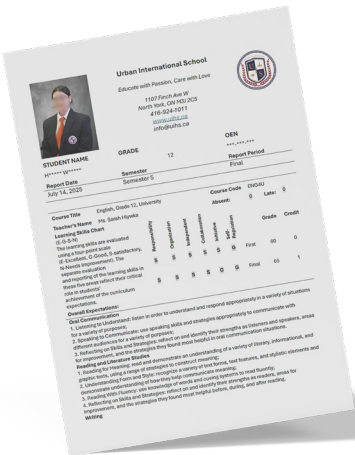 Urban International School
Educate with Passion, Care with Love
1107 Finch Ave W
North York, ON M3J 2C5
416-924-1011
www.uihs.ca
info@uihs.ca
STUDENT NAME
GRADE
12
OEN
H***** W*****
***-***-***
Report Date
Semester
Report Period
July 14, 2025
Semester 5
Final
Course Title
English, Grade 12, University
Course Code
ENG4U
Teacher's Name
Ms. Sarah Hiyeka
Absent:
0
Late:
0
Learning Skills Chart
(E-G-S-N)
The learning skills are evaluated
using a four-point scale
(E-Excellent, G-Good, S-satisfactory,
N-Needs Improvement). The
separate evaluation
and reporting of the learning skills in
these five areas reflect their critical
role in students'
achievement of the curriculum
expectations.
Responsibility
Organization
Independent
Collaboration
Initiative
Self-Regulation
Grade
Credit
First
60
0
S
S
S
S
G
G
Final
65
1
Overall Expectations:
Oral Communication
1. Listening to Understand: listen in order to understand and respond appropriately in a variety of situations
for a variety of purposes;
2. Speaking to Communicate: use speaking skills and strategies appropriately to communicate with
different audiences for a variety of purposes;
3. Reflecting on Skills and Strategies: reflect on and identify their strengths as listeners and speakers, areas
for improvement, and the strategies they found most helpful in oral communication situations.
Reading and Literature Studies
1. Reading for Meaning: read and demonstrate an understanding of a variety of literary, informational, and
graphic texts, using a range of strategies to construct meaning;
2. Understanding Form and Style: recognize a variety of text forms, text features, and stylistic elements and
demonstrate understanding of how they help communicate meaning;
3. Reading With Fluency: use knowledge of words and cueing systems to read fluently;
4. Reflecting on Skills and Strategies: reflect on and identify their strengths as readers, areas for
improvement, and the strategies they found most helpful before, during, and after reading.
Writing